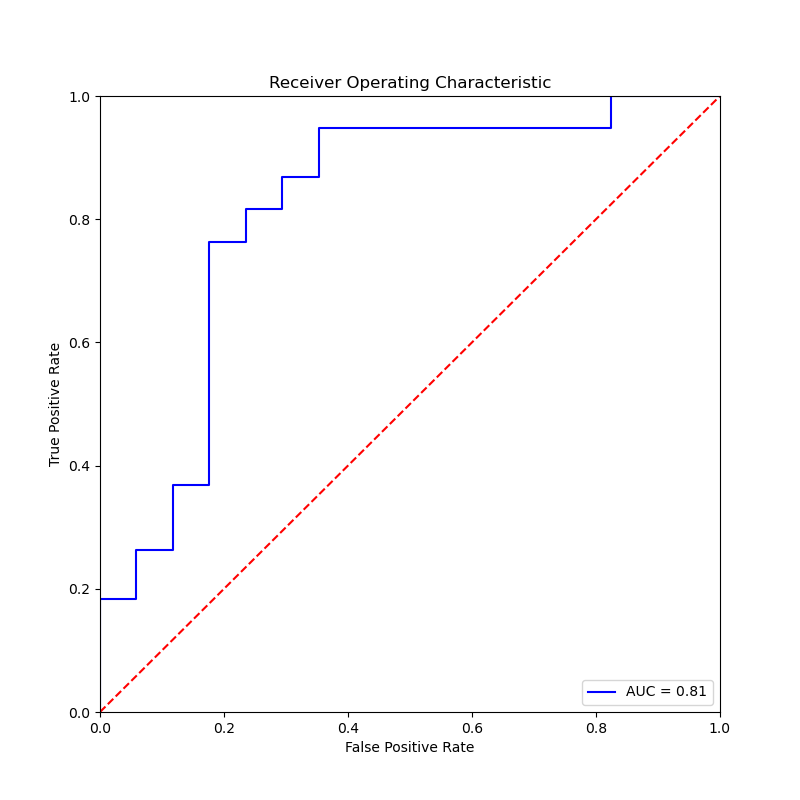 Receiver Operating Characteristic
1.0
0.8
0.6
0.4
0.2
0.0
True Positive Rate
AUC = 0.81
0.0 0.2 0.4 0.6 0.8 1.0
False Positive Rate